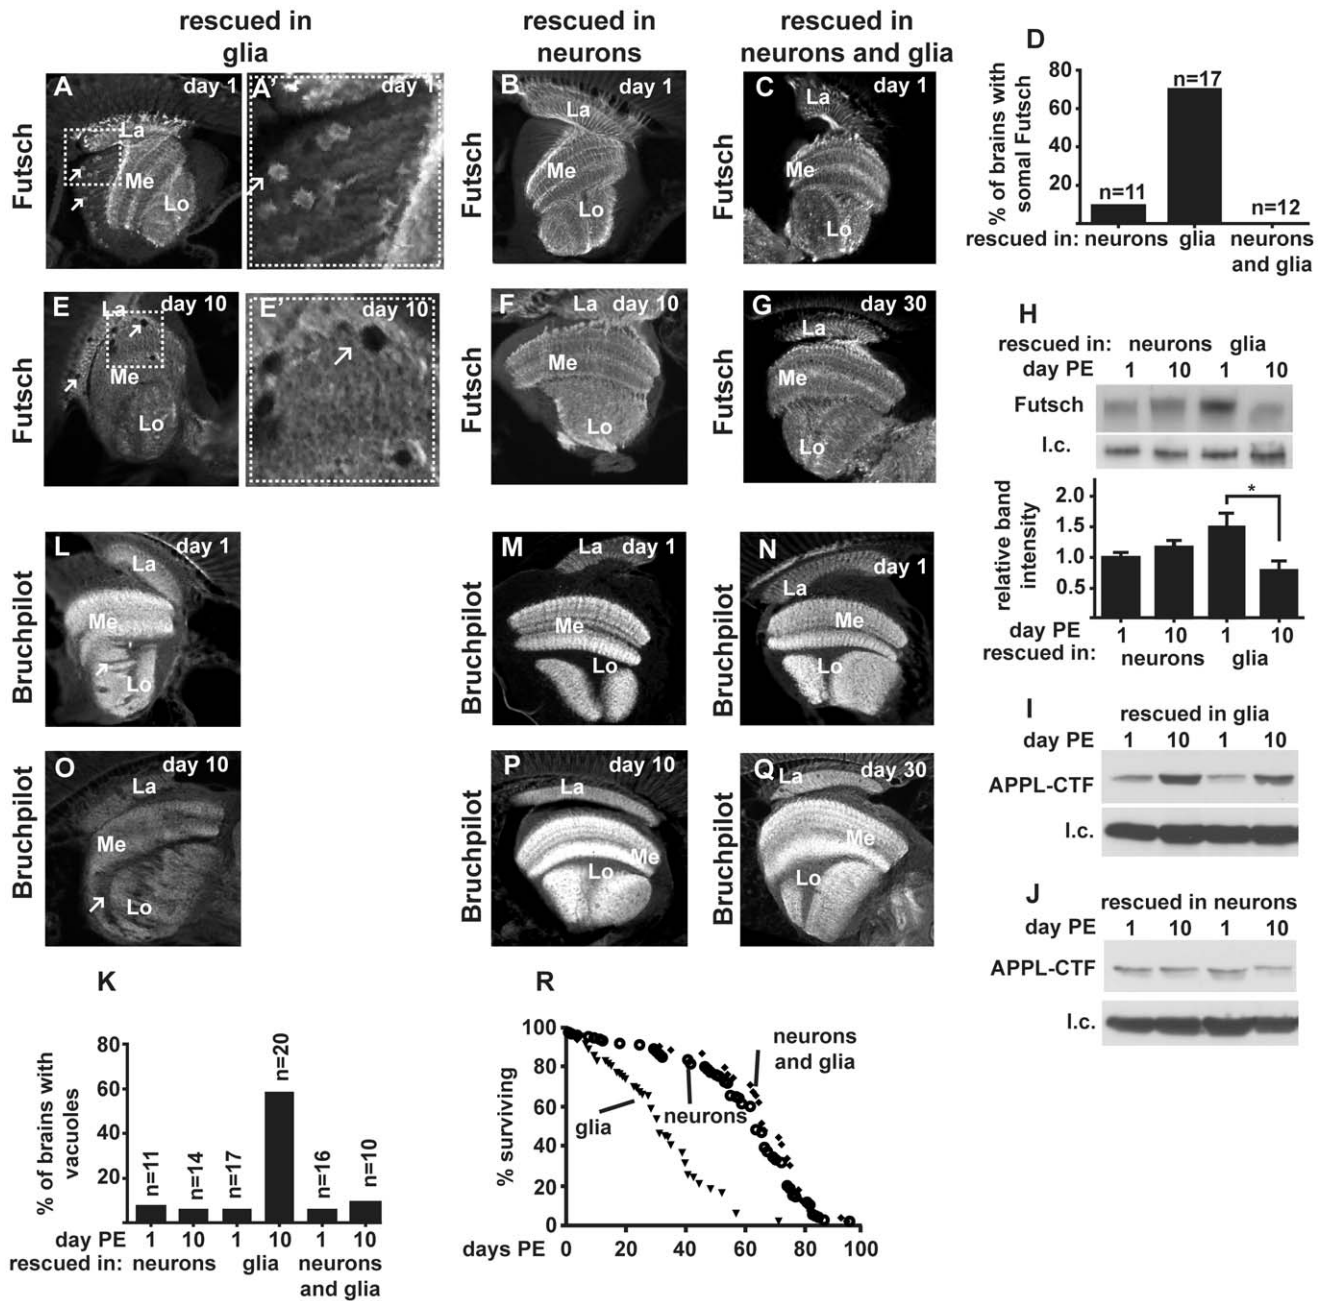 rescued in
glia
rescued in
neurons
rescued in
neurons and glia
Futsch
A
day 1
La
Me
Lo
A'
day 1
Futsch
B
day 1
La
Me
Lo
Futsch
C
day 1
La
Me
Lo
D
% of brains with
somal Futsch
80
60
40
20
n=11
n=17
n=12
rescued in: neurons glia neurons
and glia
Futsch
E
day 10
La
Me
Lo
E'
day 10
Futsch
F
La
day 10
Me
Lo
Futsch
G
day 30
La
Me
Lo
H
rescued in: neurons glia
day PE 1 10 1 10
Futsch
l.c.
relative band
intensity
2.0
1.5
1.0
0.5
*
day PE 1 10 1 10
rescued in: neurons glia
Bruchpilot
L
day 1
La
Me
Lo
Bruchpilot
M
La
day 1
Me
Lo
Bruchpilot
N
day 1
La
Me
Lo
I
rescued in glia
day PE 1 10 1 10
APPL-CTF
l.c.
Bruchpilot
O
day 10
La
Me
Lo
Bruchpilot
P
day 10
La
Me
Lo
Bruchpilot
Q
La
day 30
Me
Lo
J
rescued in neurons
day PE 1 10 1 10
APPL-CTF
l.c.
K
% of brains with
vacuoles
80
60
40
20
n=11
n=14
n=17
n=20
n=16
n=10
day PE 1 10 1 10 1 10
rescued in: neurons glia neurons
and glia
R
% surviving
100
80
60
40
20
0
neurons
and glia
neurons
glia
days PE 0 20 40 60 80 100